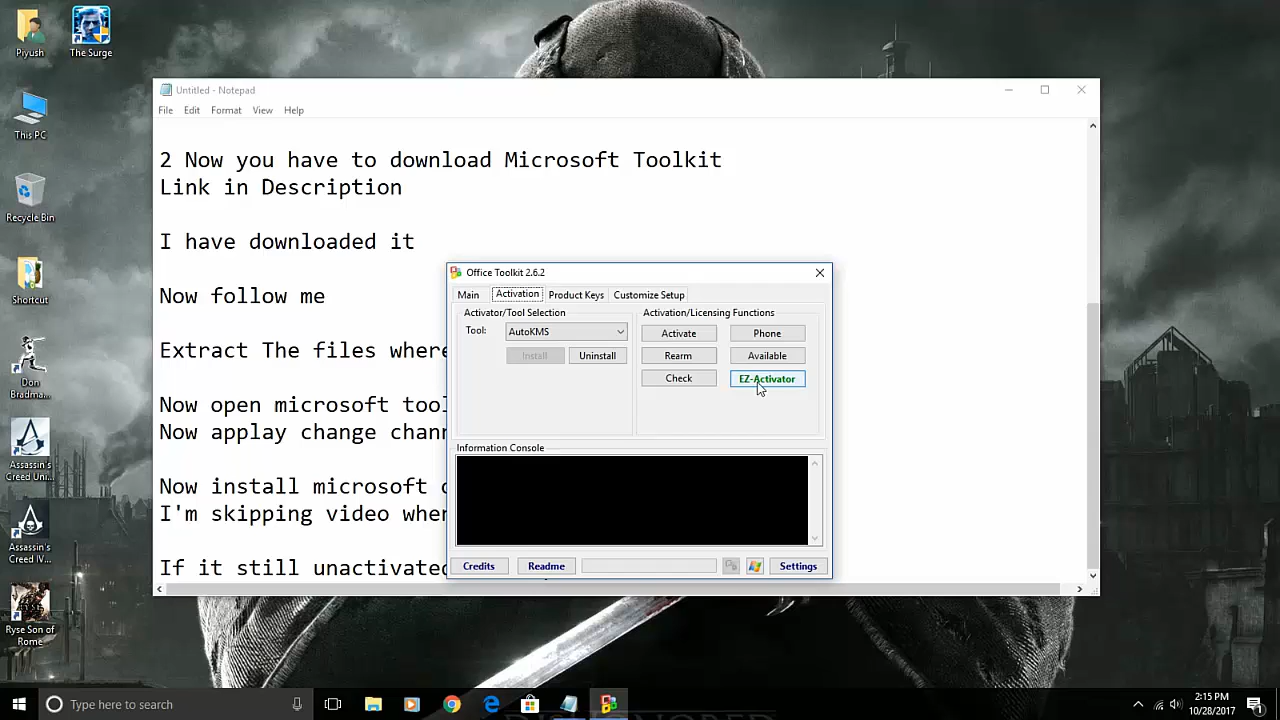 Piyush
The Surge
This PC
Recycle Bin
Shortcut
Don
Bradma...
Assassin's
Creed Uni...
Assassin's
Creed IV...
Ryse Son of
Rome
Untitled - Notepad
File Edit Format View Help
2 Now you have to download Microsoft Toolkit
Link in Description
I have downloaded it
Now follow me
Extract The files where
Now open microsoft tool
Now applay change chann
Now install microsoft
I'm skipping video wher
If it still unactivated
Office Toolkit 2.6.2
Main Activation Product Keys Customize Setup
Activator/Tool Selection
Tool: AutoKMS
Install Uninstall
Activation/Licensing Functions
Activate Phone
Rearm Available
Check EZ-Activator
Information Console
Credits Readme Settings
Type here to search
2:15 PM
10/28/2017
1